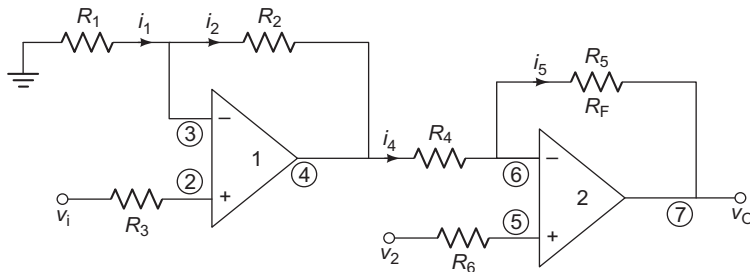 R1 i1 i2 R2
i5 R5
RF
3 − 1 4 i4 R4
2 +
vi R3
6 − 2 7 vO
5 +
v2 R6